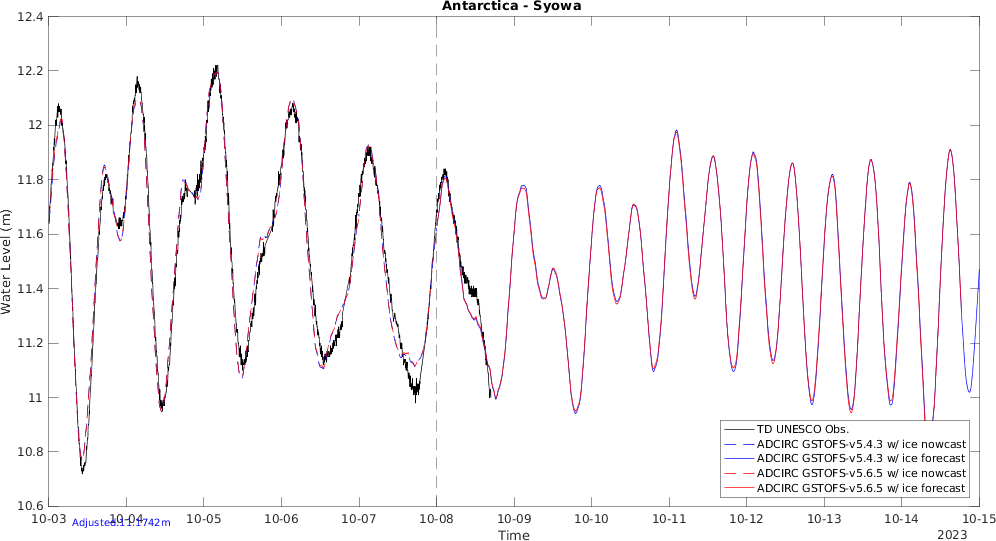 Antarctica - Syowa
12.4
12.2
12
11.8
11.6
11.4
11.2
11
10.8
10.6
Water Level (m)
TD UNESCO Obs.
ADCIRC GSTOFS-v5.4.3 w/ ice nowcast
ADCIRC GSTOFS-v5.4.3 w/ ice forecast
ADCIRC GSTOFS-v5.6.5 w/ ice nowcast
ADCIRC GSTOFS-v5.6.5 w/ ice forecast
10-03 10-04 10-05 10-06 10-07 10-08 10-09 10-10 10-11 10-12 10-13 10-14 10-15
Adjusted:11.1742m
Time
2023